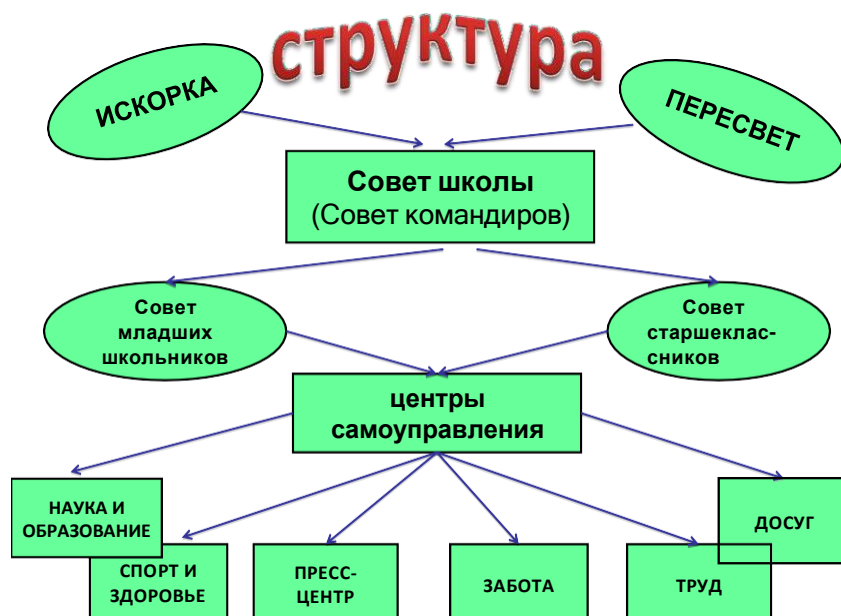 структура
ИСКОРКА
ПЕРЕСВЕТ
Совет школы
(Совет командиров)
Совет
младших
школьников
Совет
старшеклас-
сников
центры
самоуправления
НАУКА И
ОБРАЗОВАНИЕ
ДОСУГ
СПОРТ И
ЗДОРОВЬЕ
ПРЕСС-
ЦЕНТР
ЗАБОТА
ТРУД